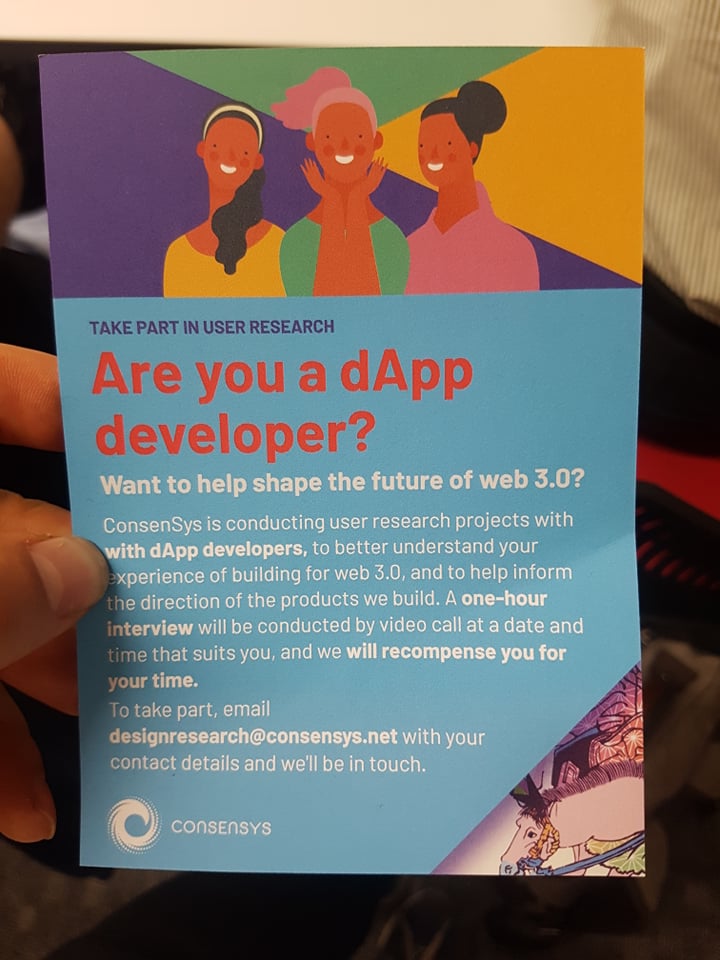 TAKE PART IN USER RESEARCH
Are you a dApp
developer?
Want to help shape the future of web 3.0?
ConsenSys is conducting user research projects with
with dApp developers, to better understand your
experience of building for web 3.0, and to help inform
the direction of the products we build. A one-hour
interview will be conducted by video call at a date and
time that suits you, and we will recompense you for
your time.
To take part, email
designresearch@consensys.net with your
contact details and we'll be in touch.
CONSENSYS